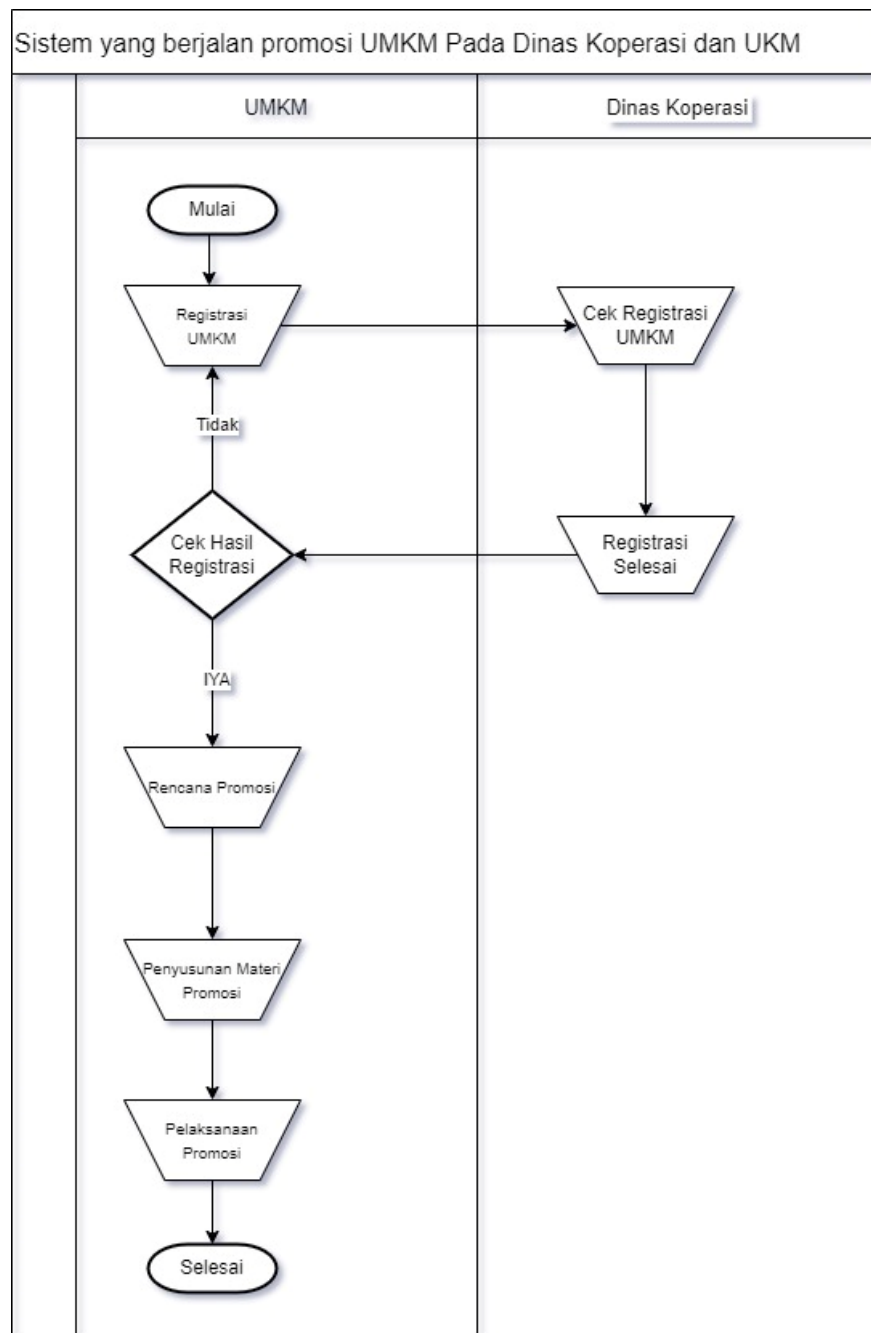 Sistem yang berjalan promosi UMKM Pada Dinas Koperasi dan UKM
UMKM
Dinas Koperasi
Mulai
Registrasi
UMKM
Cek Registrasi
UMKM
Tidak
Cek Hasil
Registrasi
Registrasi
Selesai
IYA
Rencana Promosi
Penyusunan Materi
Promosi
Pelaksanaan
Promosi
Selesai